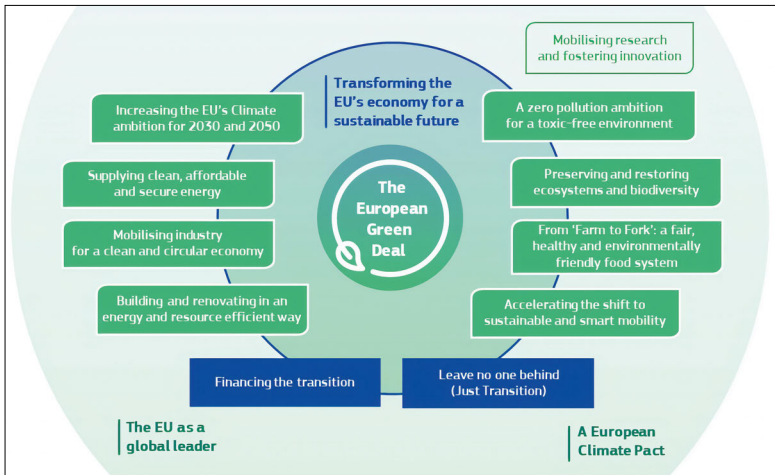 Mobilising research
and fostering innovation
Transforming the
EU's economy for a
sustainable future
Increasing the EU's Climate
ambition for 2030 and 2050
A zero pollution ambition
for a toxic-free environment
Supplying clean, affordable
and secure energy
Preserving and restoring
ecosystems and biodiversity
The
European
Green
Deal
Mobilising industry
for a clean and circular economy
From 'Farm to Fork': a fair,
healthy and environmentally
friendly food system
Building and renovating in an
energy and resource efficient way
Accelerating the shift to
sustainable and smart mobility
Financing the transition
Leave no one behind
(Just Transition)
The EU as a
global leader
A European
Climate Pact